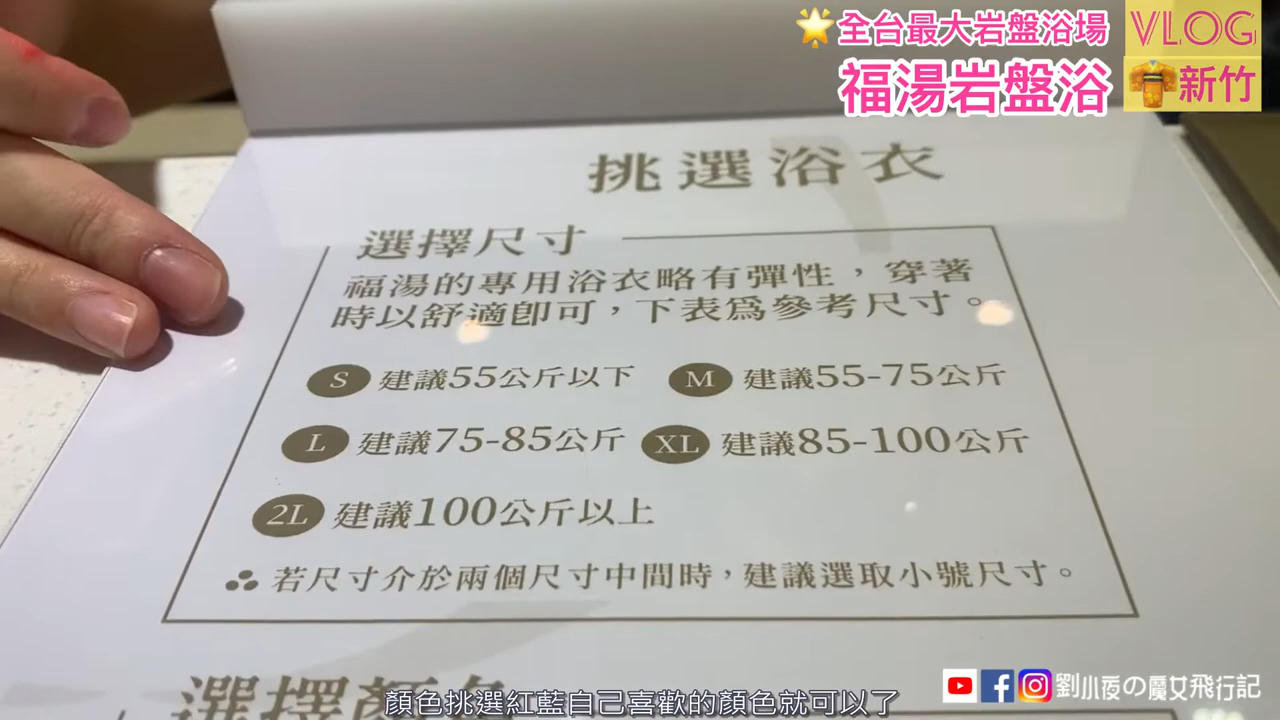 全台最大岩盤浴場
VLOG
福湯岩盤浴
新竹
挑選浴衣
選擇尺寸
福湯的專用浴衣略有彈性，穿著
時以舒適卽可，下表爲參考尺寸。
S 建議55公斤以下
M 建議55-75公斤
L 建議75-85公斤
XL 建議85-100公斤
2L 建議100公斤以上
若尺寸介於兩個尺寸中間時，建議選取小號尺寸。
選擇顏色
顏色挑選紅藍自己喜歡的顏色就可以了
劉小夜の魔女飛行記